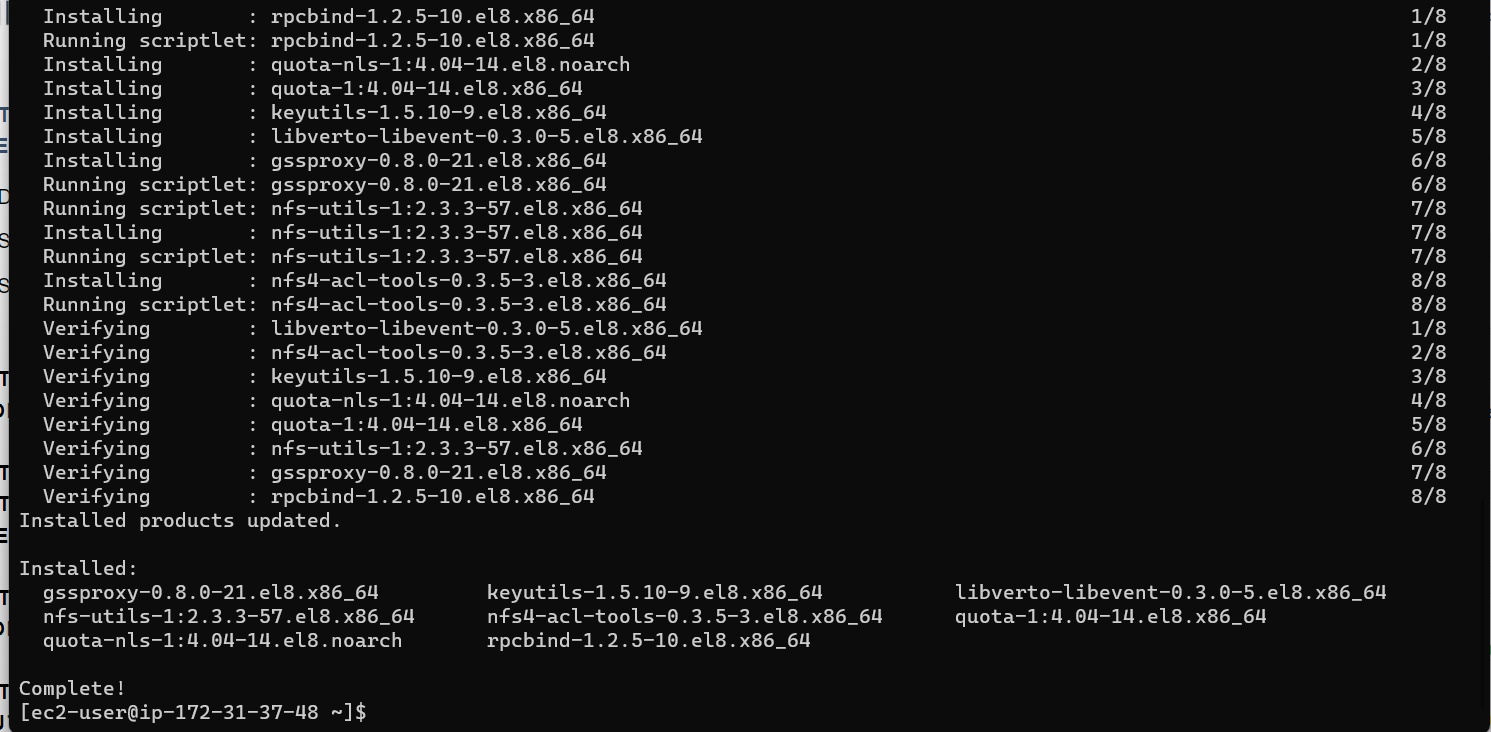 Installing : rpcbind-1.2.5-10.el8.x86_64 1/8
Running scriptlet: rpcbind-1.2.5-10.el8.x86_64 1/8
Installing : quota-nls-1:4.04-14.el8.noarch 2/8
Installing : quota-1:4.04-14.el8.x86_64 3/8
Installing : keyutils-1.5.10-9.el8.x86_64 4/8
Installing : libverto-libevent-0.3.0-5.el8.x86_64 5/8
Installing : gssproxy-0.8.0-21.el8.x86_64 6/8
Running scriptlet: gssproxy-0.8.0-21.el8.x86_64 6/8
Running scriptlet: nfs-utils-1:2.3.3-57.el8.x86_64 7/8
Installing : nfs-utils-1:2.3.3-57.el8.x86_64 7/8
Running scriptlet: nfs-utils-1:2.3.3-57.el8.x86_64 7/8
Installing : nfs4-acl-tools-0.3.5-3.el8.x86_64 8/8
Running scriptlet: nfs4-acl-tools-0.3.5-3.el8.x86_64 8/8
Verifying : libverto-libevent-0.3.0-5.el8.x86_64 1/8
Verifying : nfs4-acl-tools-0.3.5-3.el8.x86_64 2/8
Verifying : keyutils-1.5.10-9.el8.x86_64 3/8
Verifying : quota-nls-1:4.04-14.el8.noarch 4/8
Verifying : quota-1:4.04-14.el8.x86_64 5/8
Verifying : nfs-utils-1:2.3.3-57.el8.x86_64 6/8
Verifying : gssproxy-0.8.0-21.el8.x86_64 7/8
Verifying : rpcbind-1.2.5-10.el8.x86_64 8/8
Installed products updated.
Installed:
gssproxy-0.8.0-21.el8.x86_64 keyutils-1.5.10-9.el8.x86_64 libverto-libevent-0.3.0-5.el8.x86_64
nfs-utils-1:2.3.3-57.el8.x86_64 nfs4-acl-tools-0.3.5-3.el8.x86_64 quota-1:4.04-14.el8.x86_64
quota-nls-1:4.04-14.el8.noarch rpcbind-1.2.5-10.el8.x86_64
Complete!
[ec2-user@ip-172-31-37-48 ~]$